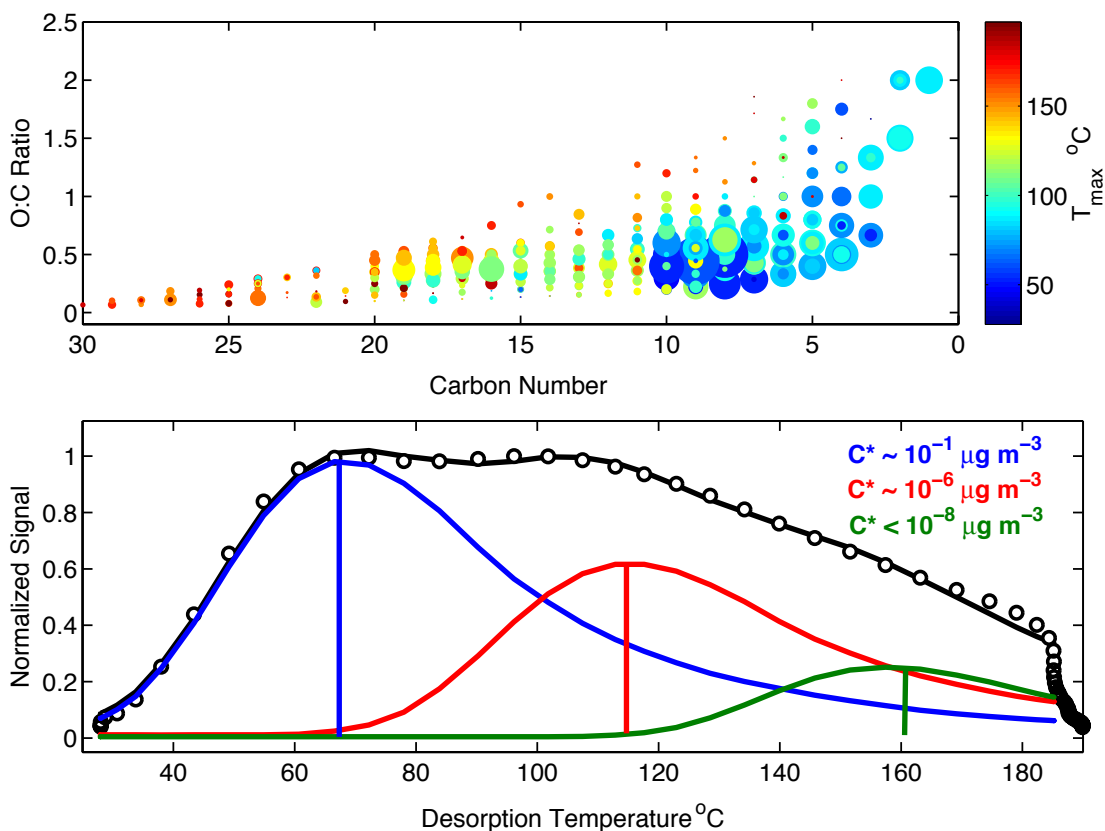 2.5
2
1.5
1
0.5
0
O:C Ratio
30 25 20 15 10 5 0
Carbon Number
150
100
50
T_max °C
1
0.8
0.6
0.4
0.2
0
Normalized Signal
C* ~ 10⁻¹ μg m⁻³
C* ~ 10⁻⁶ μg m⁻³
C* < 10⁻⁸ μg m⁻³
40 60 80 100 120 140 160 180
Desorption Temperature °C